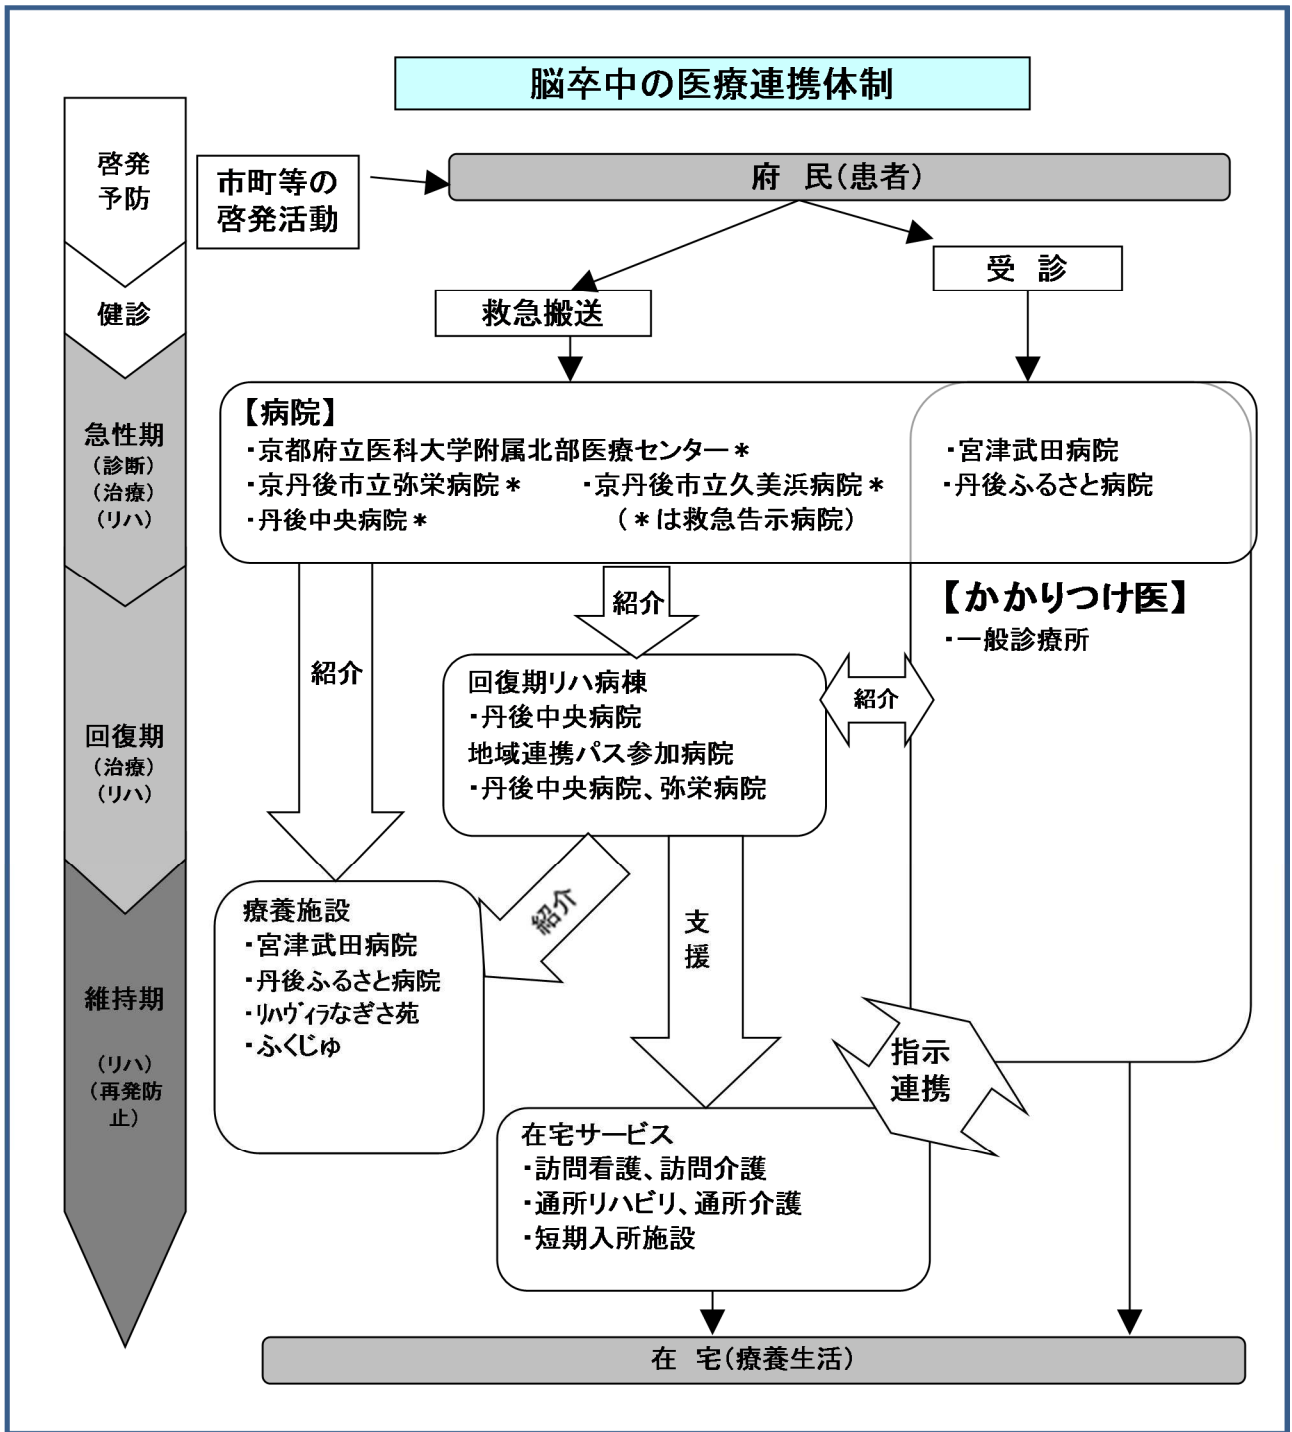 脳卒中の医療連携体制
啓発
予防
健診
急性期
(診断)
(治療)
(リハ)
回復期
(治療)
(リハ)
維持期
(リハ)
(再発防
止)
市町等の
啓発活動
府　民(患者)
救急搬送
受　診
【病院】
・京都府立医科大学附属北部医療センター＊
・京丹後市立弥栄病院＊　・京丹後市立久美浜病院＊
・丹後中央病院＊　（＊は救急告示病院）
・宮津武田病院
・丹後ふるさと病院
【かかりつけ医】
・一般診療所
紹介
紹介
紹介
回復期リハ病棟
・丹後中央病院
地域連携パス参加病院
・丹後中央病院、弥栄病院
紹介
支
援
療養施設
・宮津武田病院
・丹後ふるさと病院
・ﾘﾊヴィﾗなぎさ苑
・ふくじゅ
指示
連携
在宅サービス
・訪問看護、訪問介護
・通所リハビリ、通所介護
・短期入所施設
在　宅(療養生活)